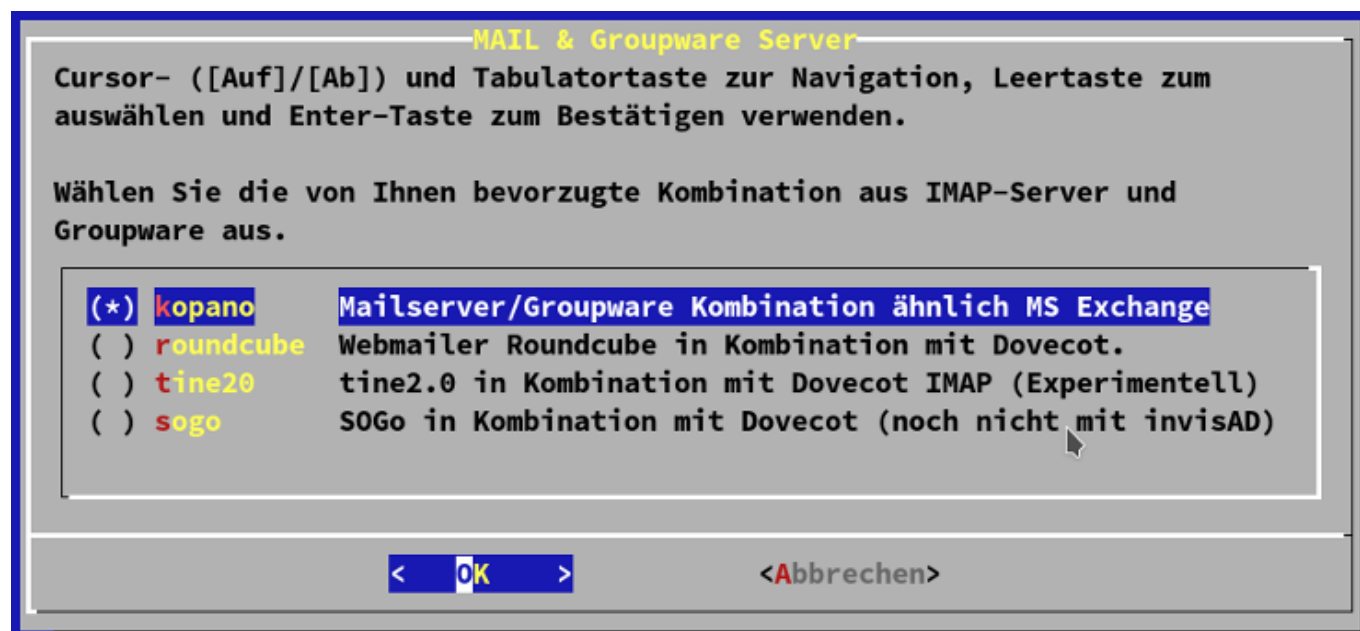 MAIL & Groupware Server
Cursor- ([Auf]/[Ab]) und Tabulatortaste zur Navigation, Leertaste zum
auswählen und Enter-Taste zum Bestätigen verwenden.
Wählen Sie die von Ihnen bevorzugte Kombination aus IMAP-Server und
Groupware aus.
(*) kopano Mailserver/Groupware Kombination ähnlich MS Exchange
( ) roundcube Webmailer Roundcube in Kombination mit Dovecot.
( ) tine20 tine2.0 in Kombination mit Dovecot IMAP (Experimentell)
( ) sogo SOGo in Kombination mit Dovecot (noch nicht mit invisAD)
< OK > <Abbrechen>